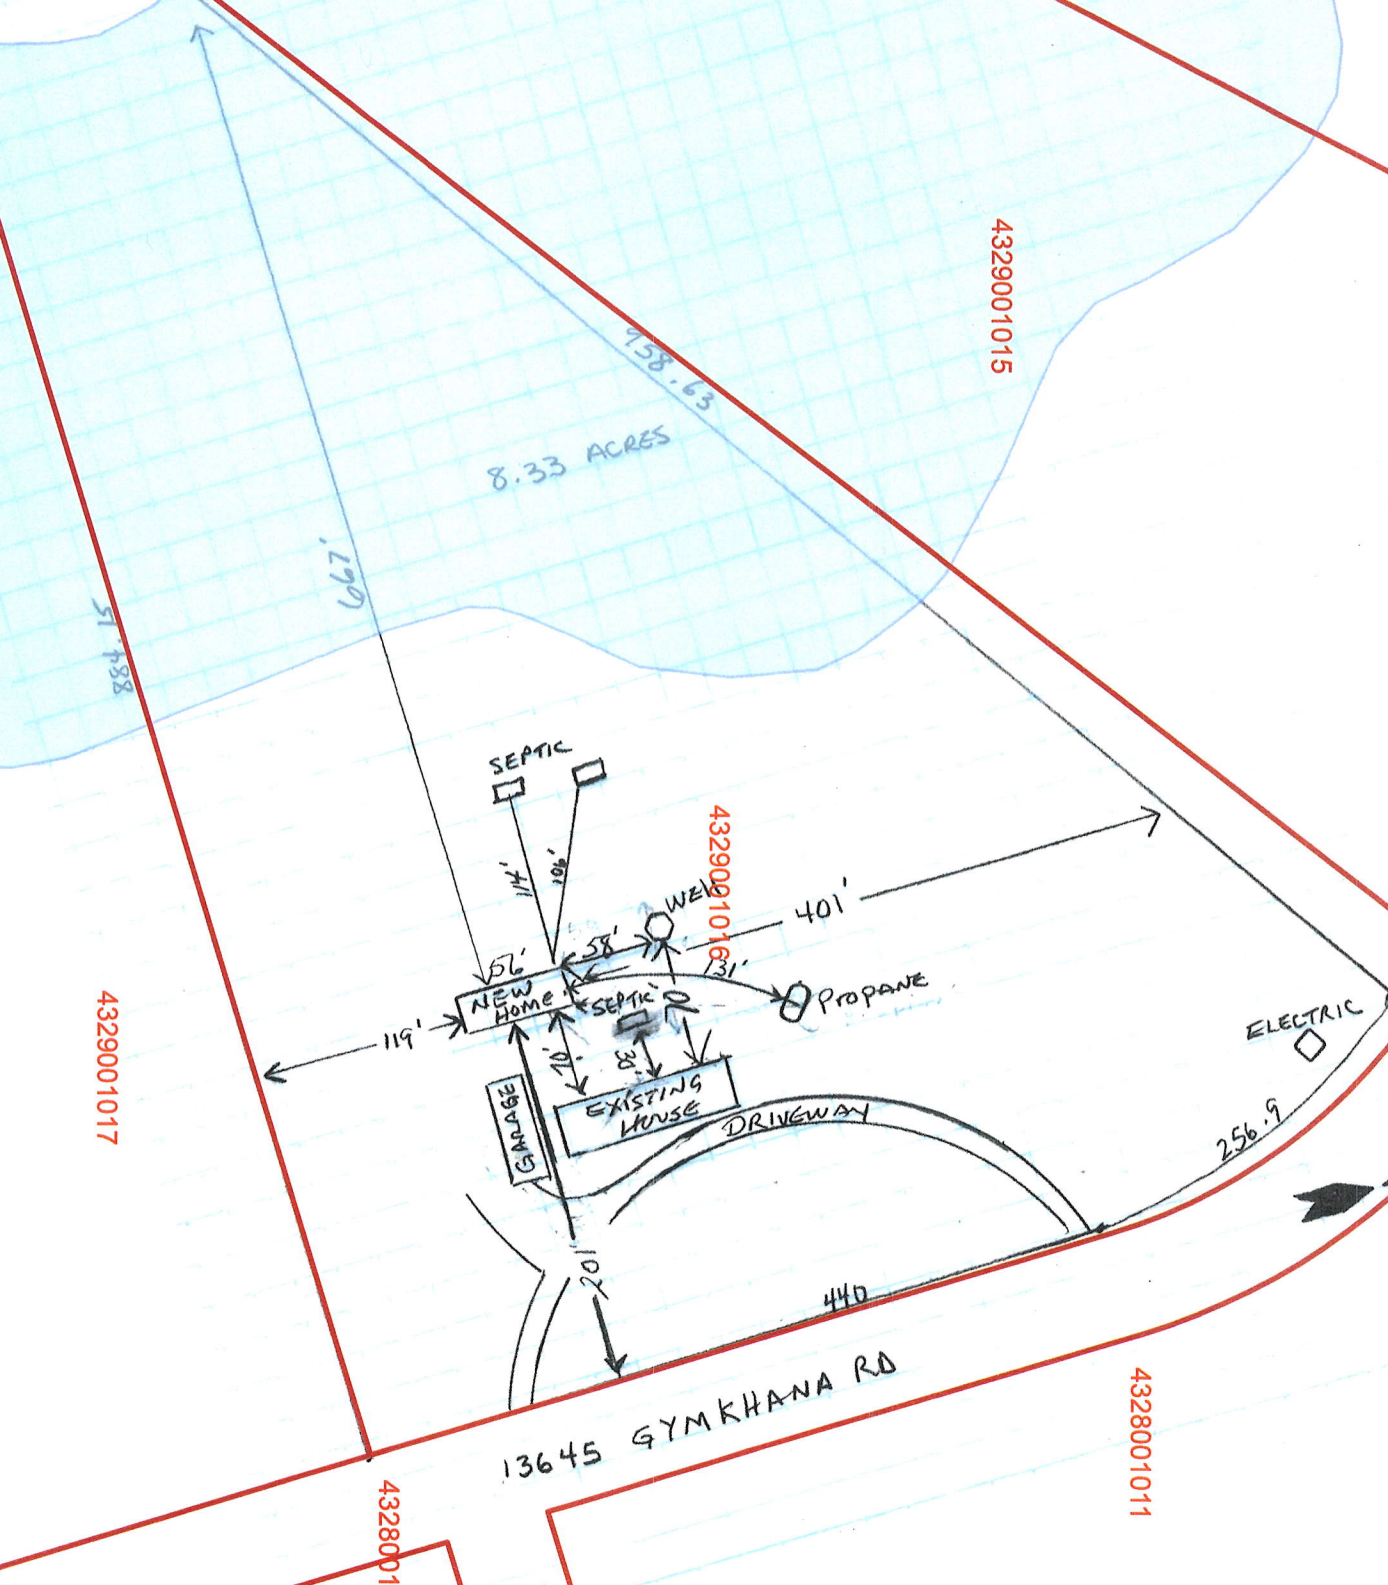 4329001015
958.63
8.33 ACRES
667'
884.15
SEPTIC
114'
106'
4329001016
WELL
401'
58'
56'
131'
NEW
HOME
SEPTIC
PROPANE
119'
70'
30'
ELECTRIC
4329001017
GARAGE
EXISTING
HOUSE
DRIVEWAY
256.9
102'
440
13645 GYMKHANA RD
4328001011
4328001